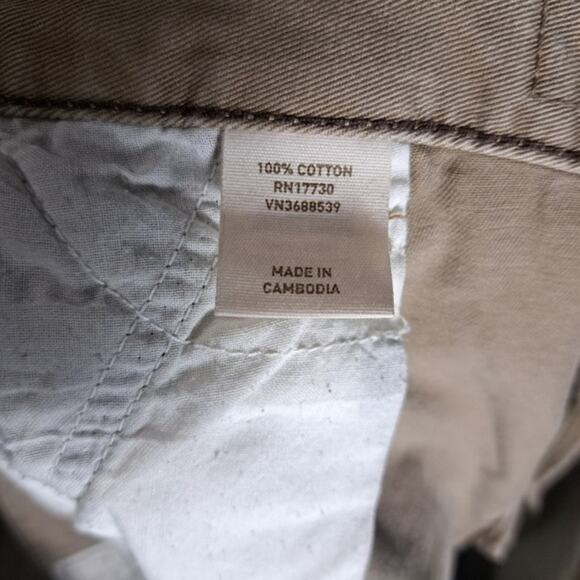 100% COTTON
RN17730
VN3688539
MADE IN
CAMBODIA